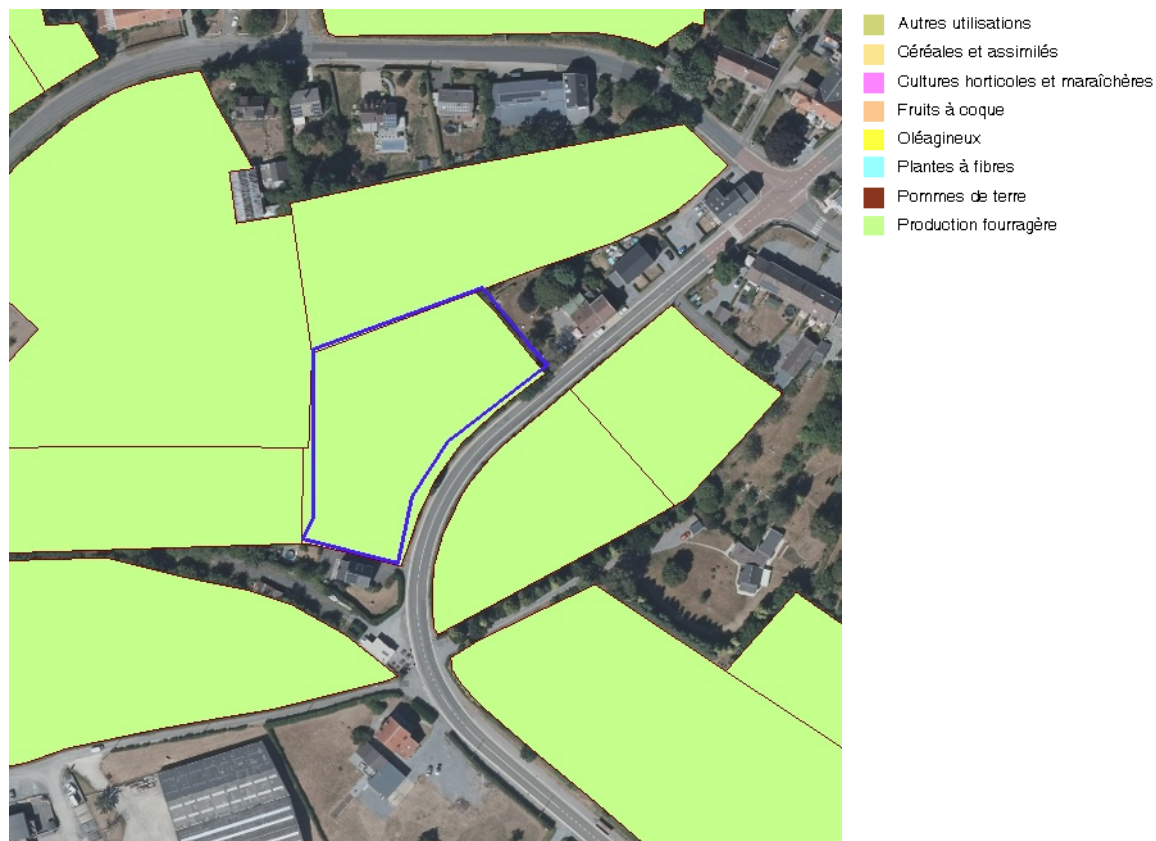 Autres utilisations
Céréales et assimilés
Cultures horticoles et maraîchères
Fruits à coque
Oléagineux
Plantes à fibres
Pommes de terre
Production fourragère